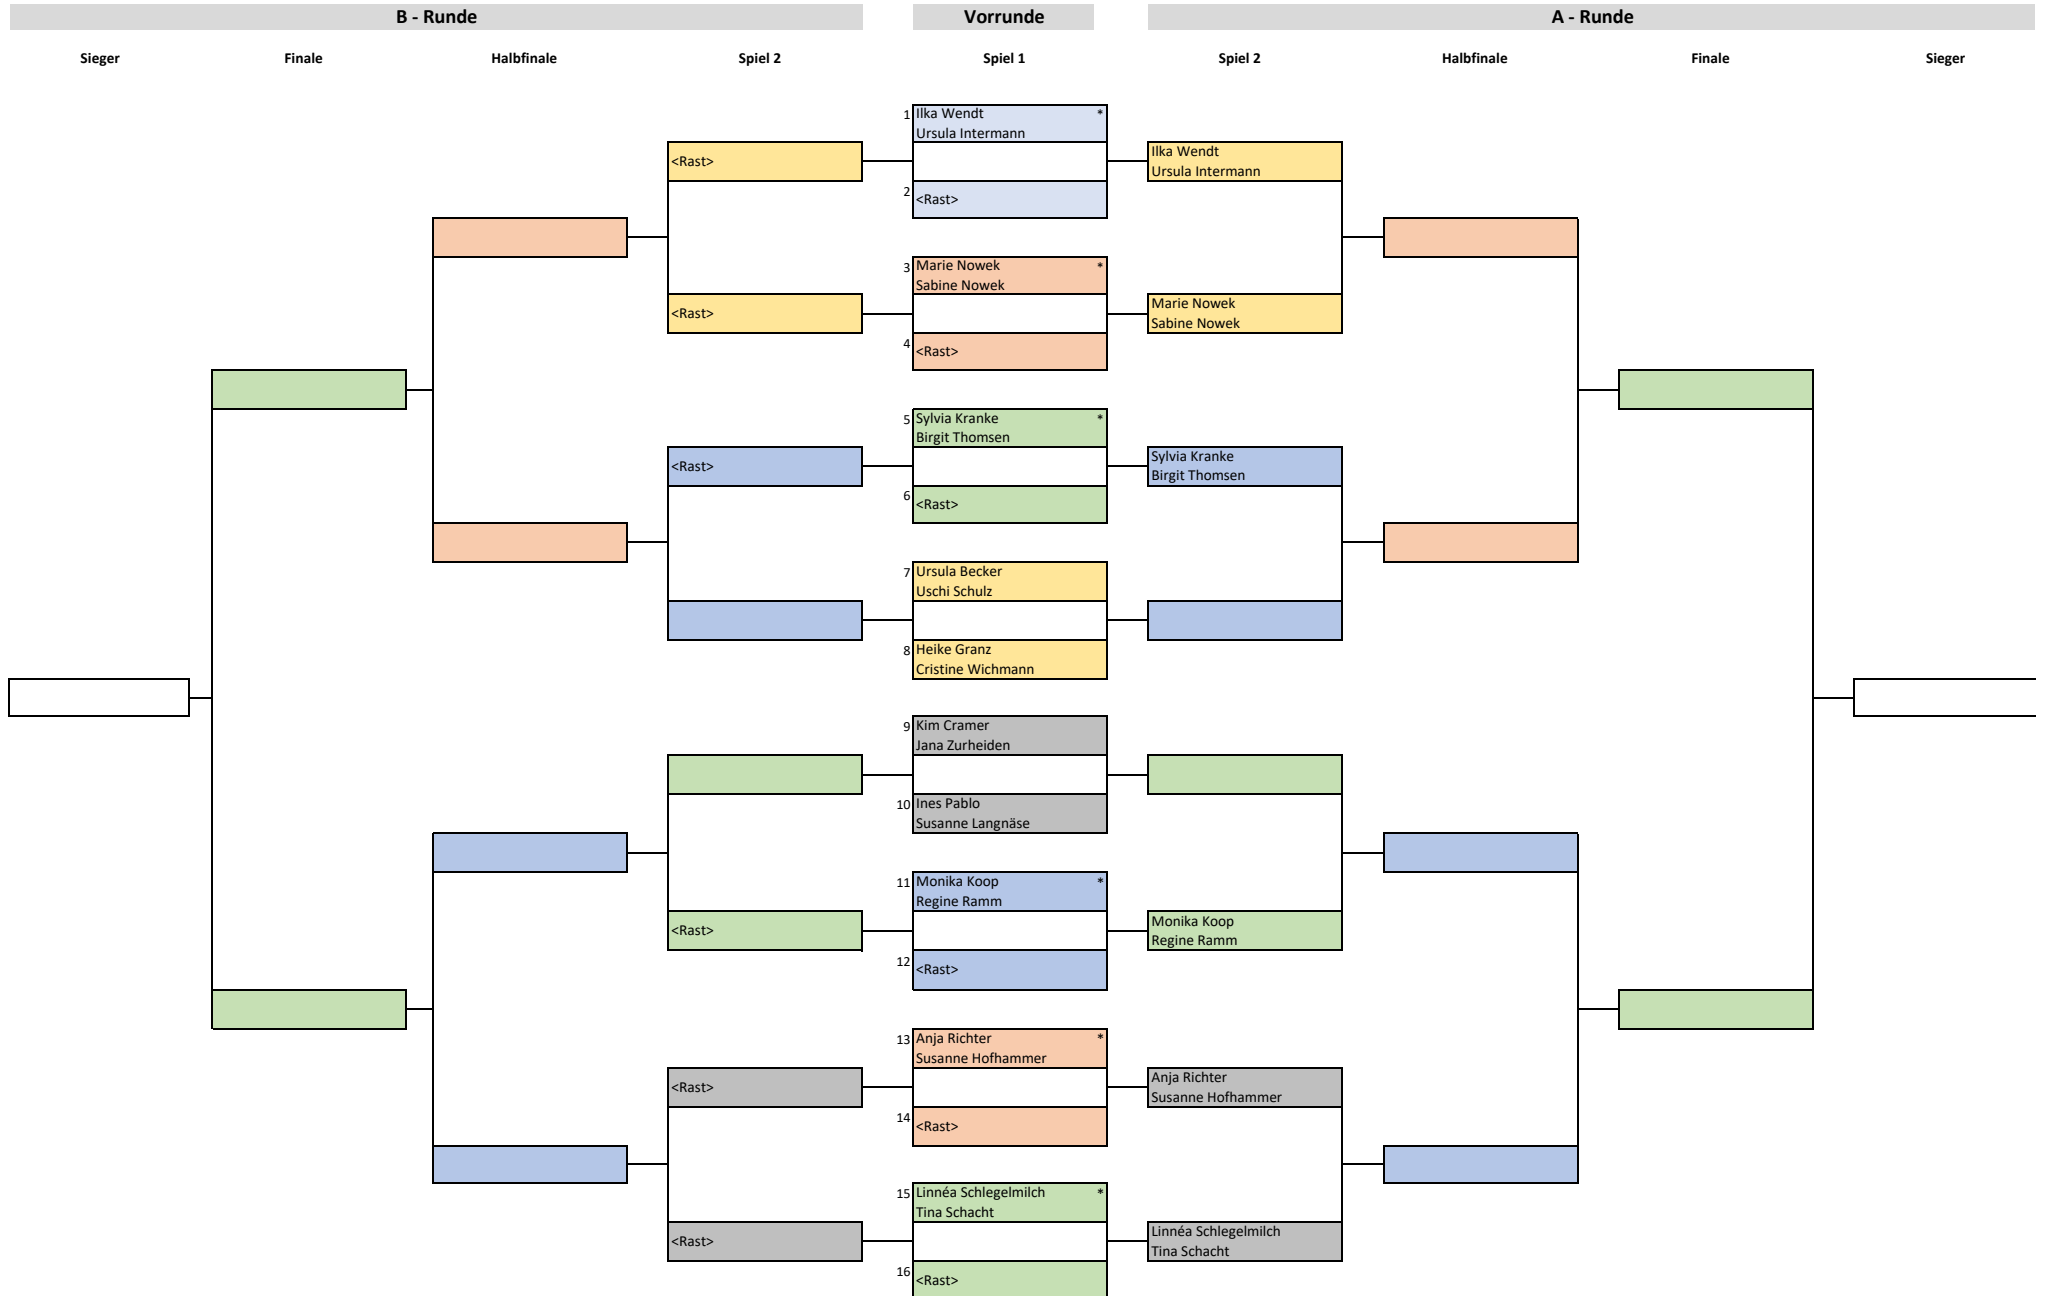 B - Runde
Vorrunde
A - Runde
Sieger
Finale
Halbfinale
Spiel 2
Spiel 1
Spiel 2
Halbfinale
Finale
Sieger
1
Ilka Wendt *
Ursula Intermann
<Rast>
Ilka Wendt
Ursula Intermann
2
<Rast>
3
Marie Nowek *
Sabine Nowek
<Rast>
Marie Nowek
Sabine Nowek
4
<Rast>
5
Sylvia Kranke *
Birgit Thomsen
<Rast>
Sylvia Kranke
Birgit Thomsen
6
<Rast>
7
Ursula Becker
Uschi Schulz
8
Heike Granz
Cristine Wichmann
9
Kim Cramer
Jana Zurheiden
10
Ines Pablo
Susanne Langnäse
11
Monika Koop *
Regine Ramm
<Rast>
Monika Koop
Regine Ramm
12
<Rast>
13
Anja Richter *
Susanne Hofhammer
<Rast>
Anja Richter
Susanne Hofhammer
14
<Rast>
15
Linnéa Schlegelmilch *
Tina Schacht
<Rast>
Linnéa Schlegelmilch
Tina Schacht
16
<Rast>